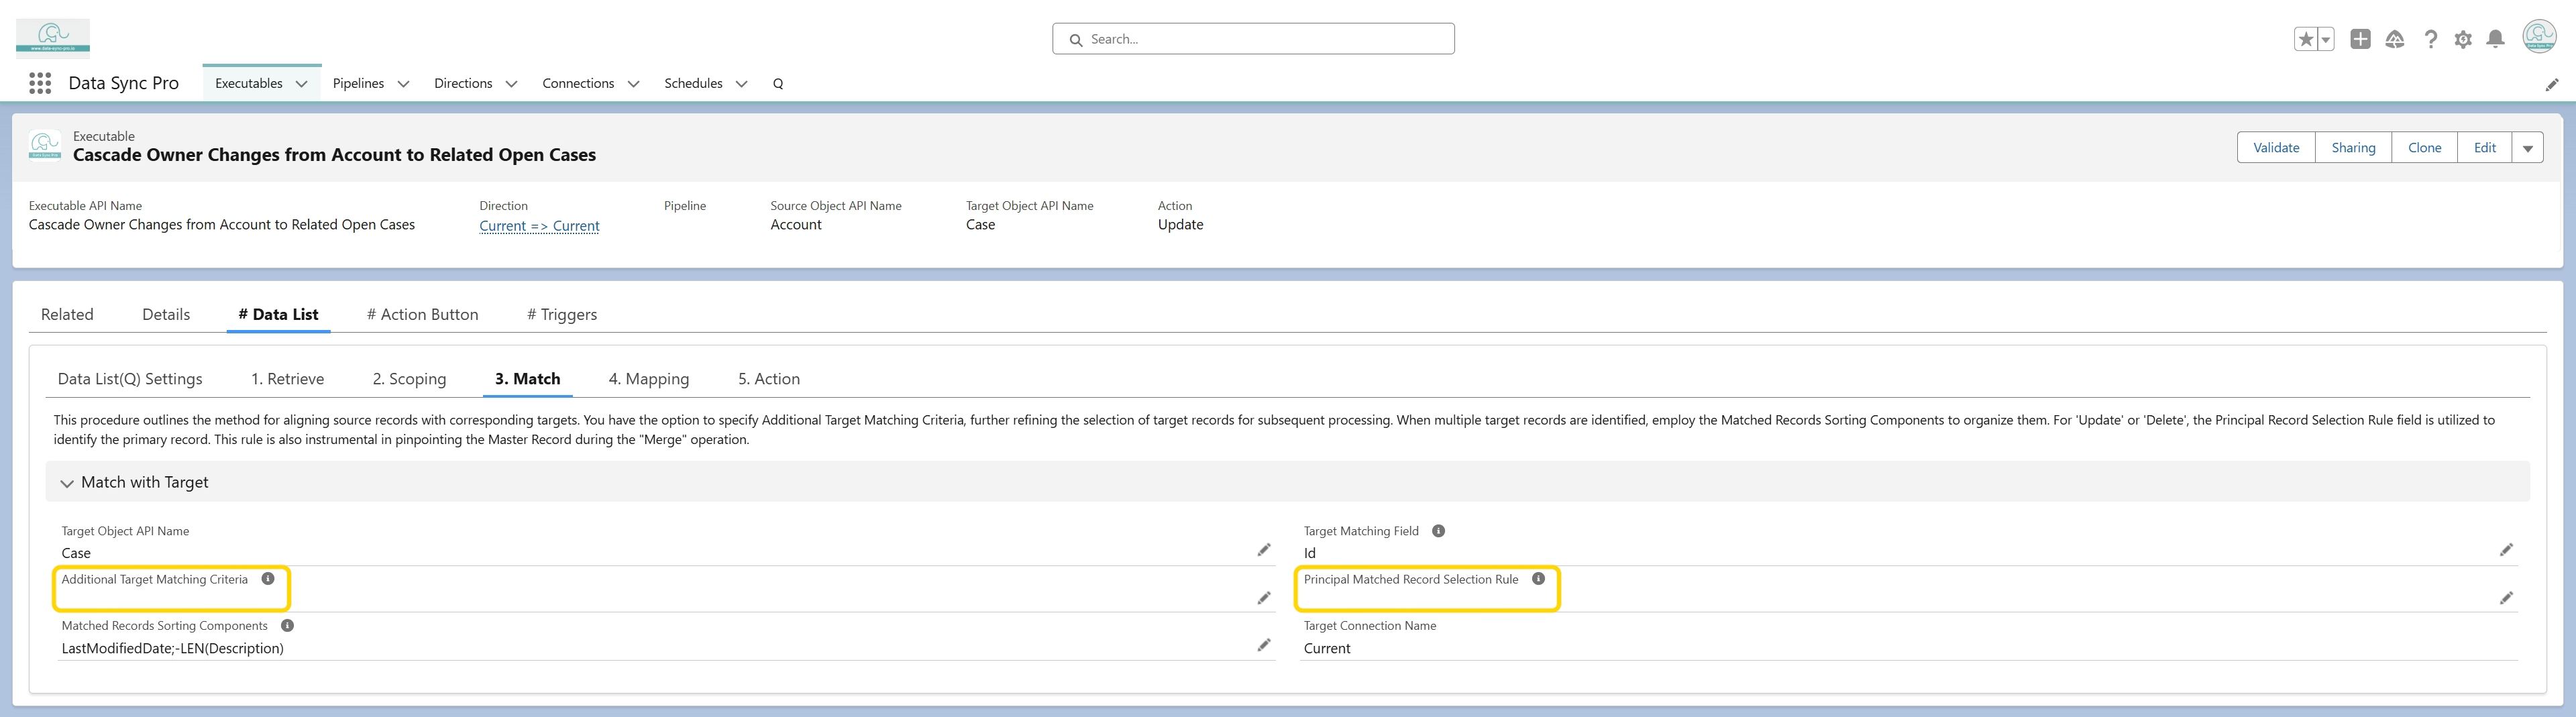 www.data-sync-pro.io
Search...
Data Sync Pro
Executables
Pipelines
Directions
Connections
Schedules
Q
Executable
Cascade Owner Changes from Account to Related Open Cases
Validate
Sharing
Clone
Edit
Executable API Name
Cascade Owner Changes from Account to Related Open Cases
Direction
Current => Current
Pipeline
Source Object API Name
Account
Target Object API Name
Case
Action
Update
Related
Details
# Data List
# Action Button
# Triggers
Data List(Q) Settings
1. Retrieve
2. Scoping
3. Match
4. Mapping
5. Action
This procedure outlines the method for aligning source records with corresponding targets. You have the option to specify Additional Target Matching Criteria, further refining the selection of target records for subsequent processing. When multiple target records are identified, employ the Matched Records Sorting Components to organize them. For 'Update' or 'Delete', the Principal Record Selection Rule field is utilized to
identify the primary record. This rule is also instrumental in pinpointing the Master Record during the "Merge" operation.
Match with Target
Target Object API Name
Case
Target Matching Field
Id
Additional Target Matching Criteria
Principal Matched Record Selection Rule
Matched Records Sorting Components
LastModifiedDate;-LEN(Description)
Target Connection Name
Current